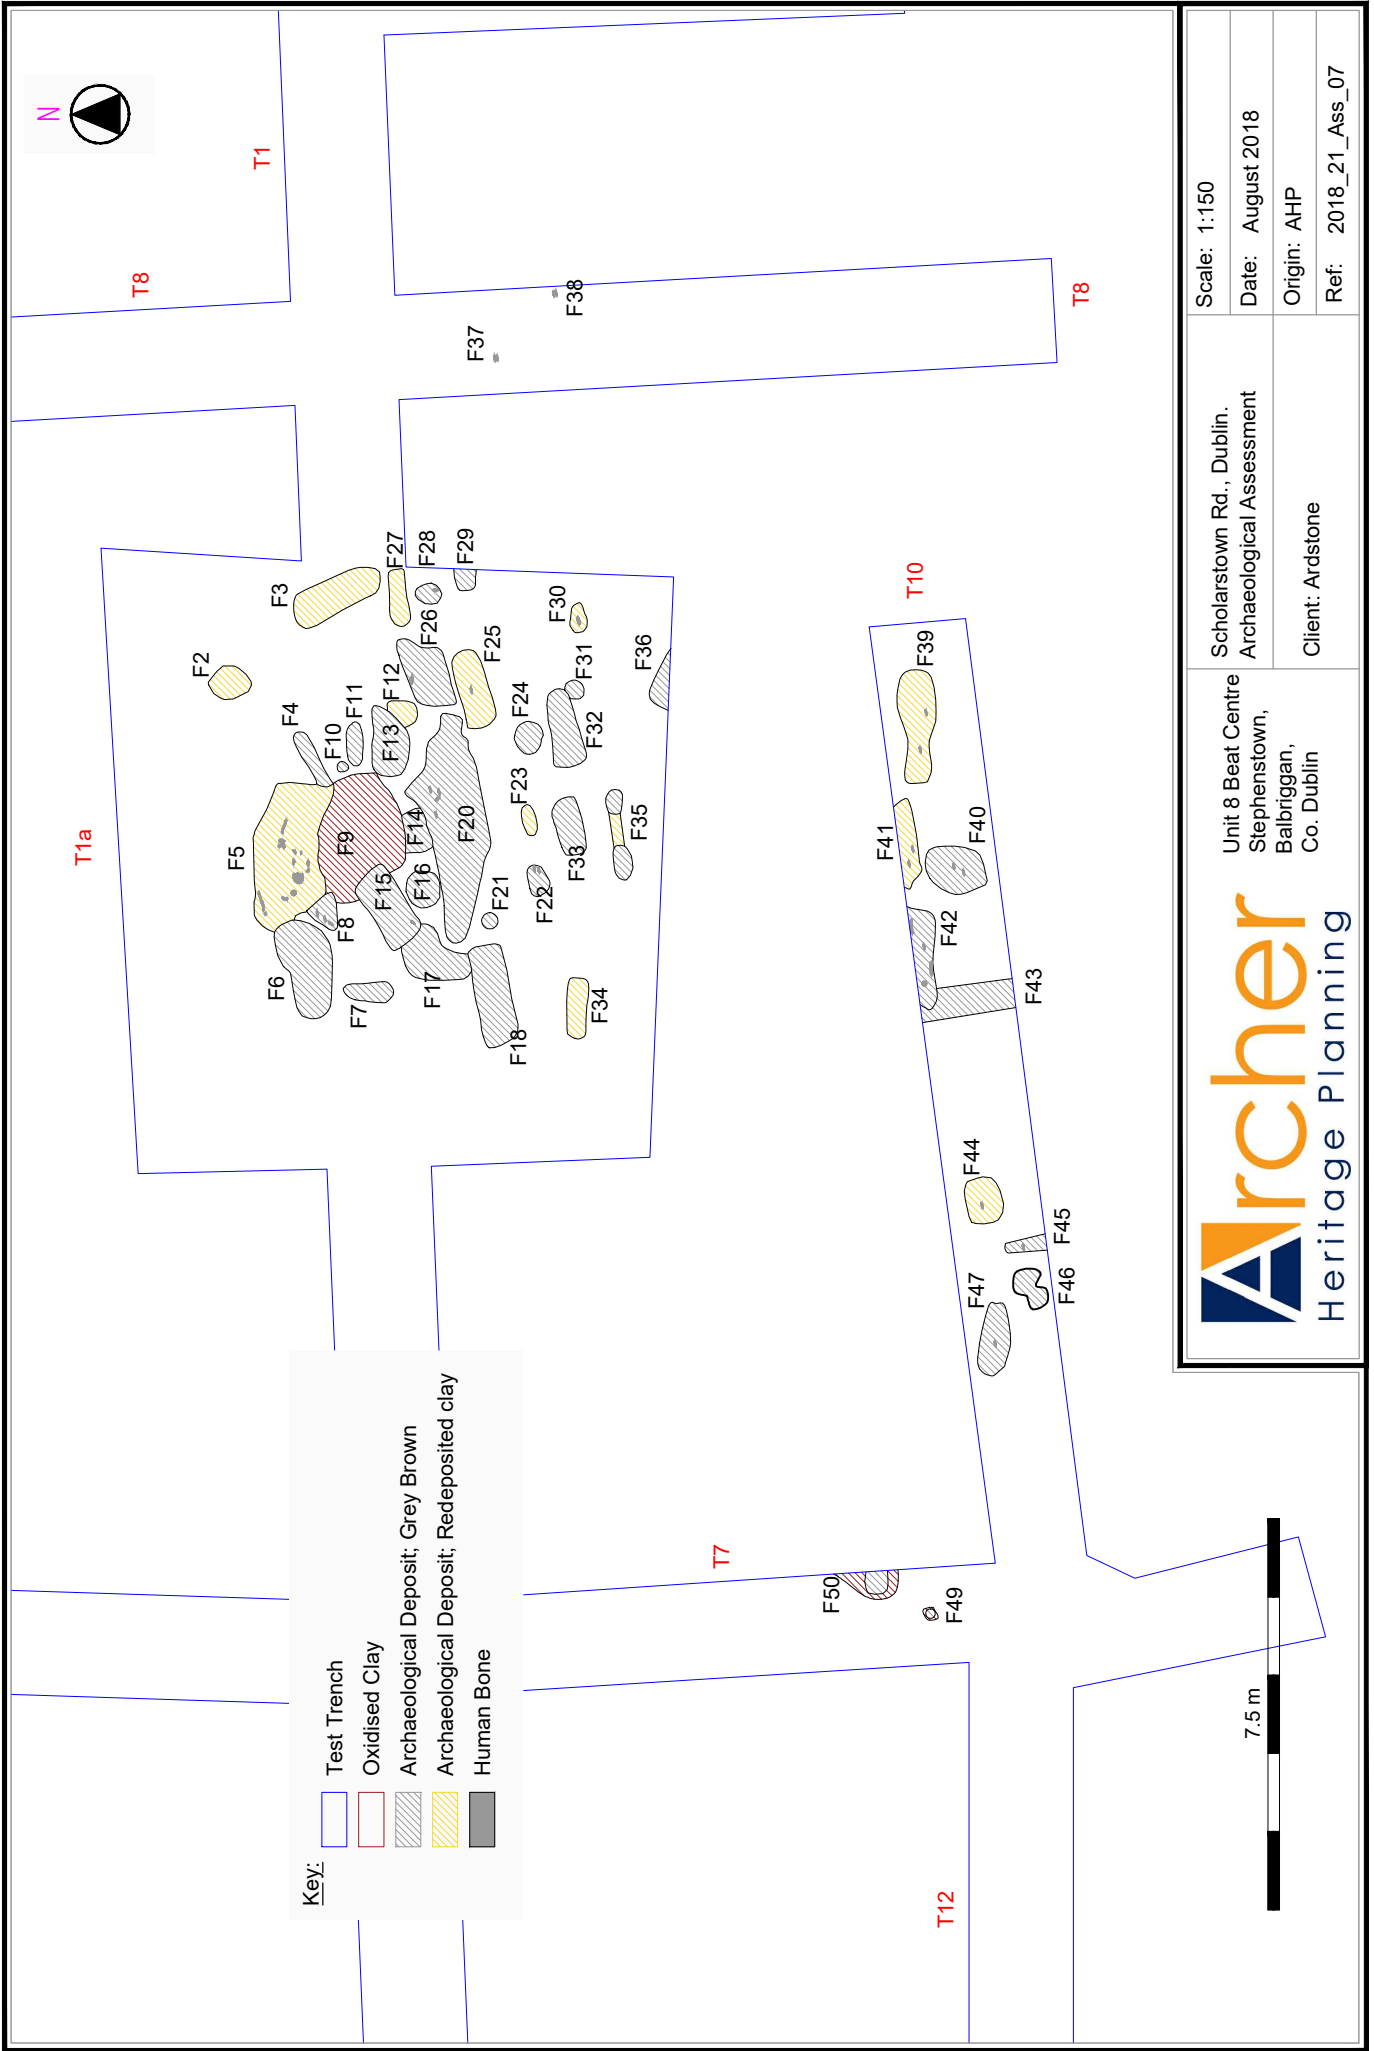 N
T1
T8
T1a
F2
F3
F4
F5
F6
F7
F8
F9
F10
F11
F12
F13
F14
F15
F16
F17
F18
F20
F21
F22
F23
F24
F25
F26
F27
F28
F29
F30
F31
F32
F33
F34
F35
F36
F37
F38
T8
T10
F39
F40
F41
F42
F43
F44
F45
F46
F47
T7
F50
F49
T12
Key:
Test Trench
Oxidised Clay
Archaeological Deposit; Grey Brown
Archaeological Deposit; Redeposited clay
Human Bone
7.5 m
Archer
Heritage Planning
Unit 8 Beat Centre
Stephenstown,
Balbriggan,
Co. Dublin
Scholarstown Rd., Dublin.
Archaeological Assessment
Client: Ardstone
Scale: 1:150
Date: August 2018
Origin: AHP
Ref: 2018_21_Ass_07